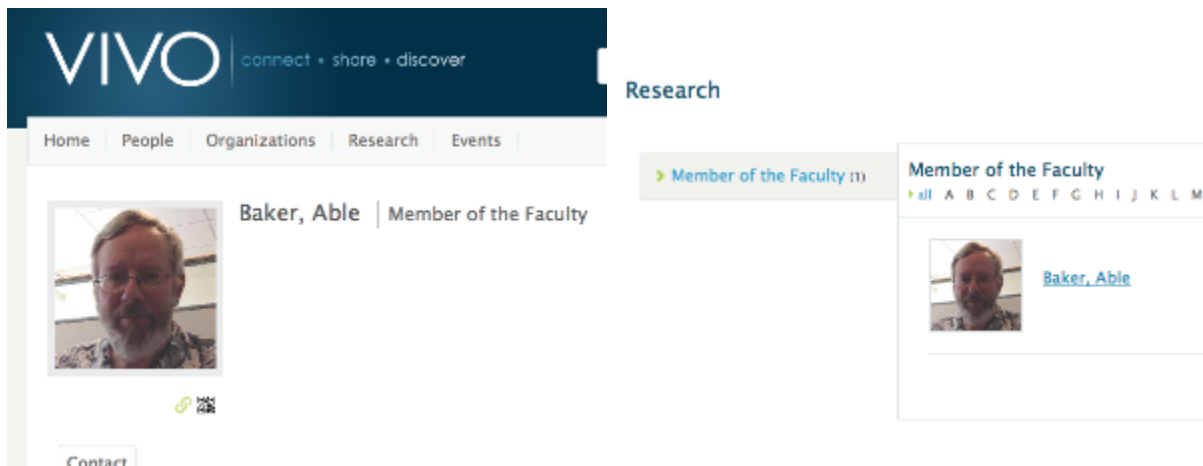 VIVO connect • share • discover
Home People Organizations Research Events
Baker, Able Member of the Faculty
Contact
Research
Member of the Faculty (1)
Member of the Faculty
all A B C D E F G H I J K L M
Baker, Able